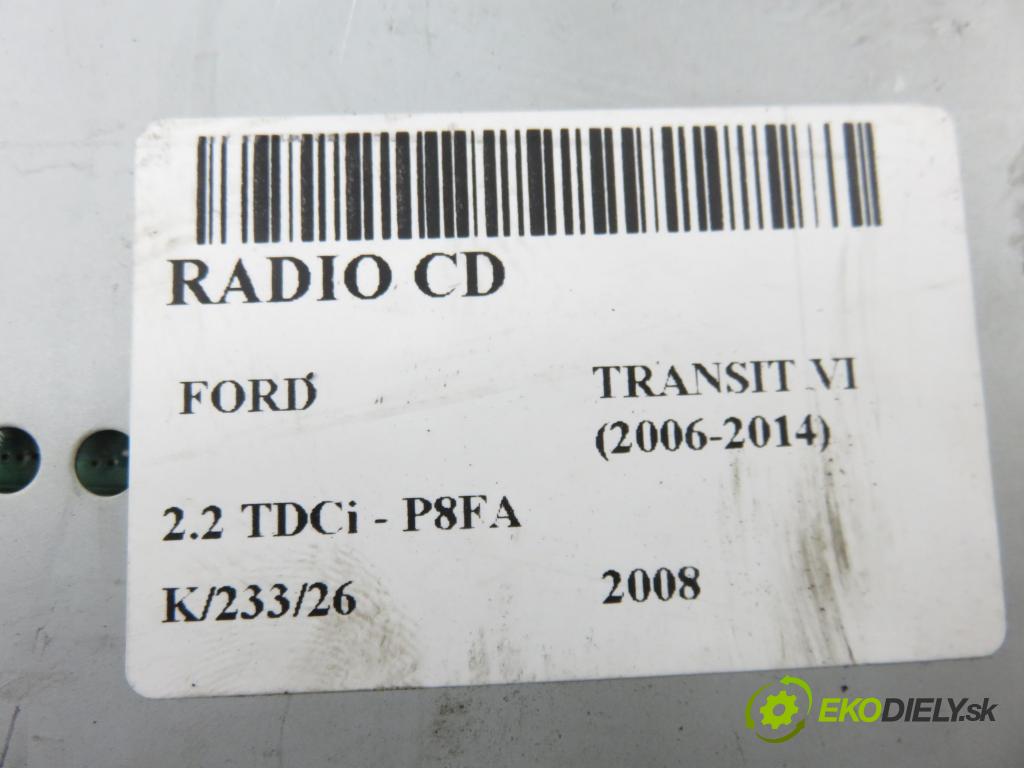 RADIO CD
FORD TRANSIT VI
(2006-2014)
2.2 TDCi - P8FA
K/233/26 2008
EKODIELY.sk